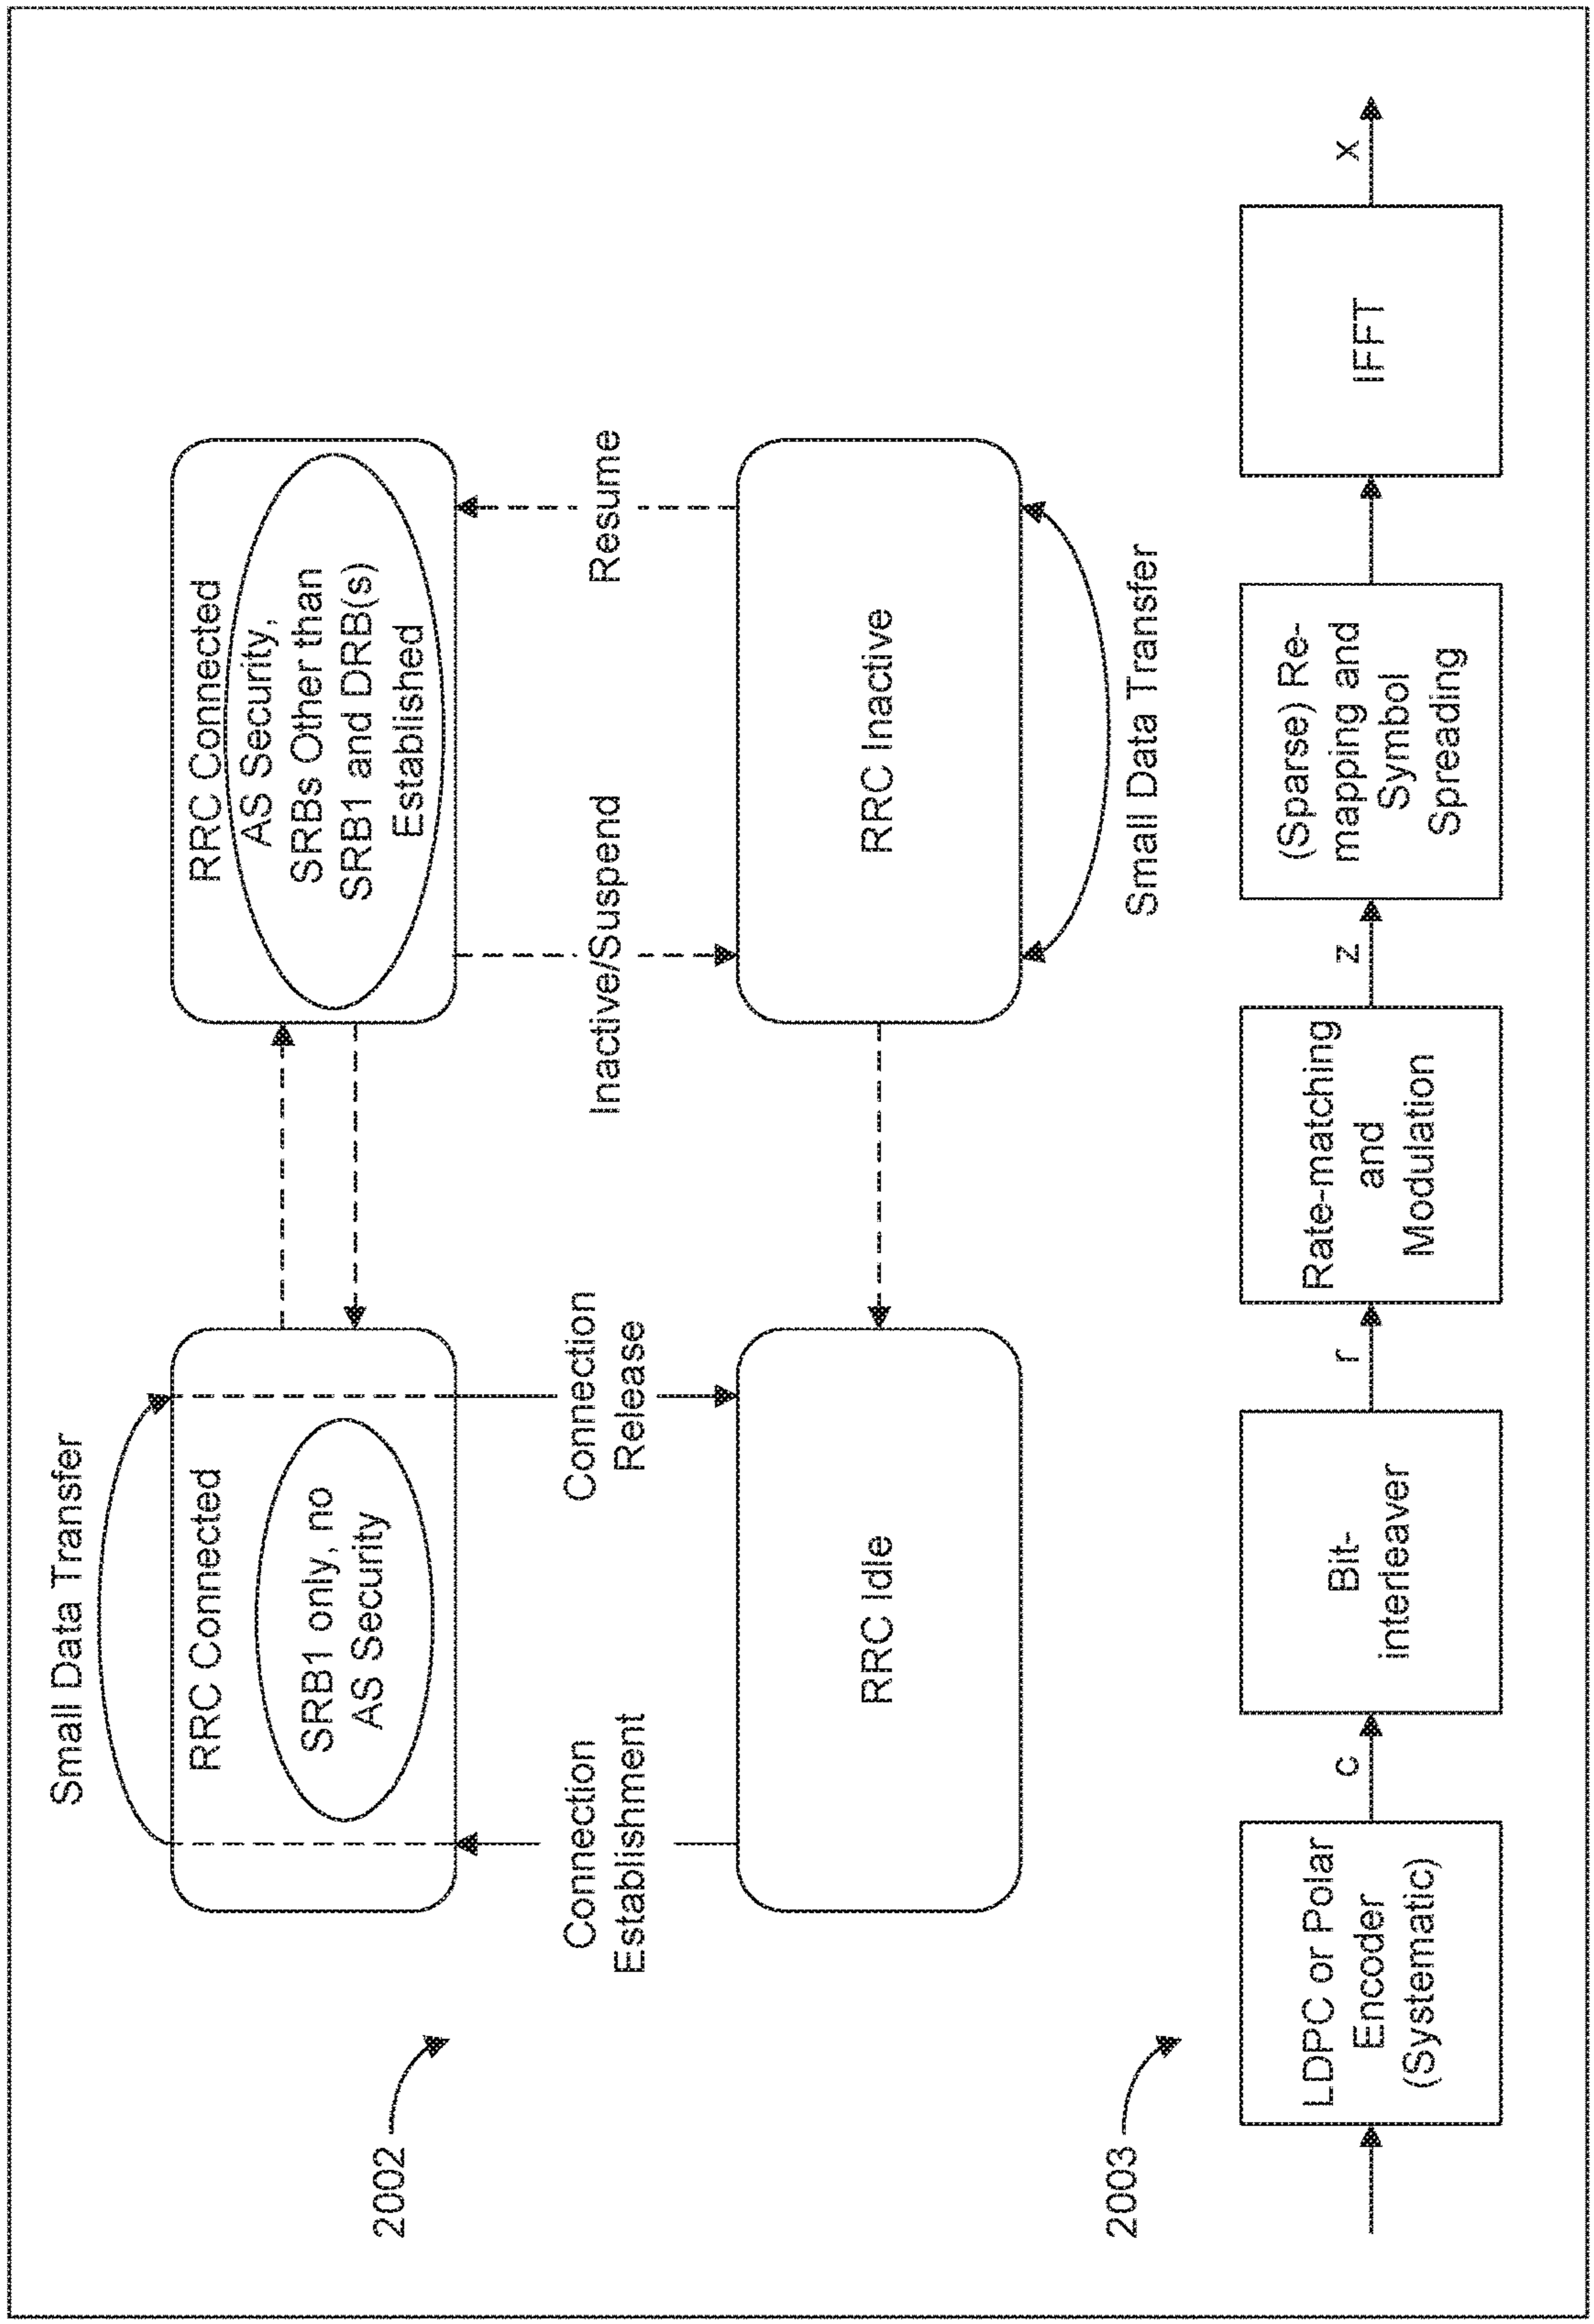 Small Data Transfer
RRC Connected
SRB1 only, no
AS Security
RRC Connected
AS Security,
SRBs Other than
SRB1 and DRB(s)
Established
2002
Connection
Establishment
Connection
Release
Inactive/Suspend
Resume
RRC Idle
RRC Inactive
Small Data Transfer
2003
LDPC or Polar
Encoder
(Systematic)
c
Bit-
interleaver
r
Rate-matching
and
Modulation
z
(Sparse) Re-
mapping and
Symbol
Spreading
IFFT
x